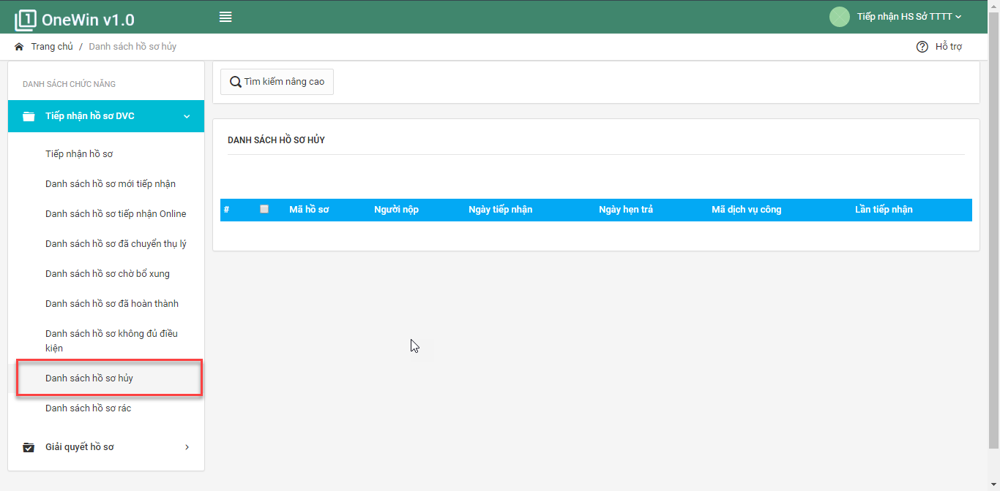 1 OneWin v1.0
Tiếp nhận HS Sở TTTT
Trang chủ / Danh sách hồ sơ hủy
Hỗ trợ
DANH SÁCH CHỨC NĂNG
Tiếp nhận hồ sơ DVC
Tiếp nhận hồ sơ
Danh sách hồ sơ mới tiếp nhận
Danh sách hồ sơ tiếp nhận Online
Danh sách hồ sơ đã chuyển thụ lý
Danh sách hồ sơ chờ bổ xung
Danh sách hồ sơ đã hoàn thành
Danh sách hồ sơ không đủ điều
kiện
Danh sách hồ sơ hủy
Danh sách hồ sơ rác
Giải quyết hồ sơ
Tìm kiếm nâng cao
DANH SÁCH HỒ SƠ HỦY
# Mã hồ sơ Người nộp Ngày tiếp nhận Ngày hẹn trả Mã dịch vụ công Lần tiếp nhận